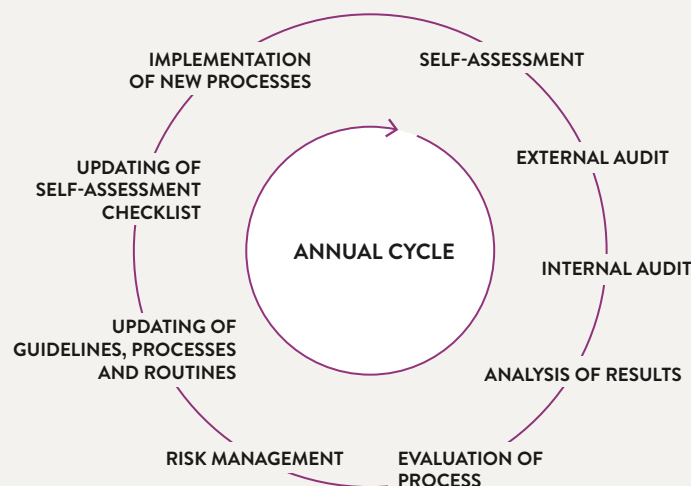 IMPLEMENTATION
OF NEW PROCESSES
SELF-ASSESSMENT
EXTERNAL AUDIT
INTERNAL AUDIT
ANALYSIS OF RESULTS
EVALUATION OF
PROCESS
RISK MANAGEMENT
UPDATING OF
GUIDELINES, PROCESSES
AND ROUTINES
UPDATING OF
SELF-ASSESSMENT
CHECKLIST
ANNUAL CYCLE